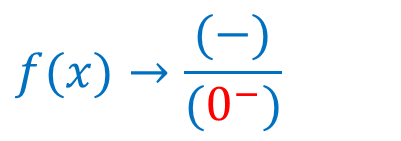 f(x) → (−)/(0⁻)